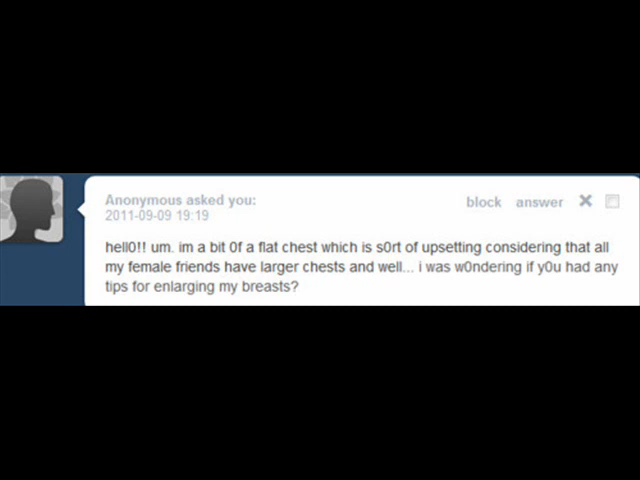 Anonymous asked you:
block answer
2011-09-09 19:19
hell0!! um. im a bit 0f a flat chest which is s0rt of upsetting considering that all
my female friends have larger chests and well... i was w0ndering if y0u had any
tips for enlarging my breasts?